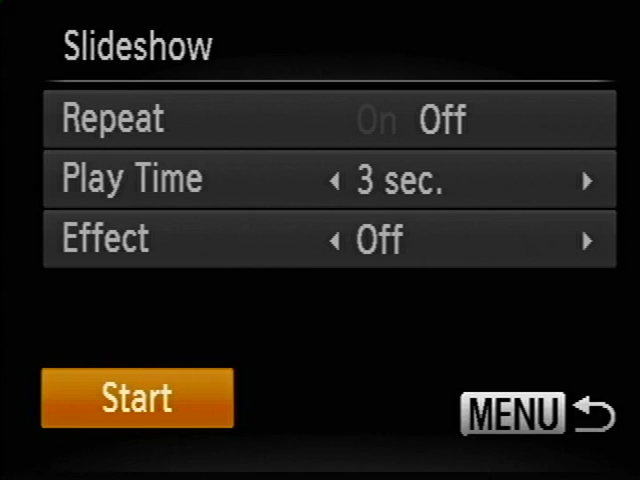 Slideshow
Repeat On Off
Play Time 3 sec.
Effect Off
Start
MENU